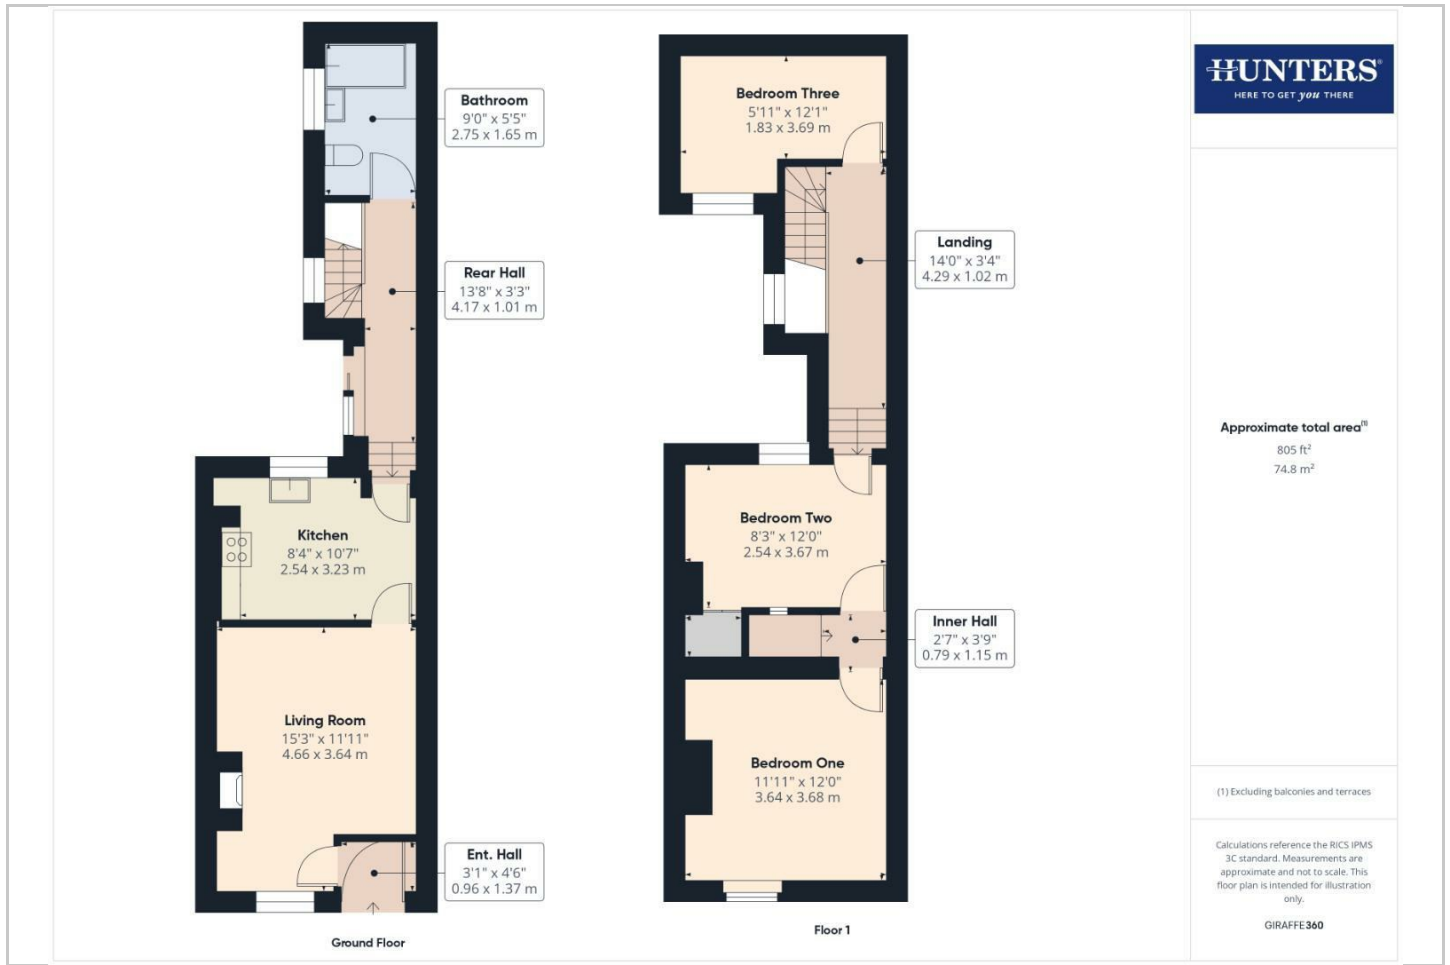 Bathroom
9'0" x 5'5"
2.75 x 1.65 m
Rear Hall
13'8" x 3'3"
4.17 x 1.01 m
Kitchen
8'4" x 10'7"
2.54 x 3.23 m
Living Room
15'3" x 11'11"
4.66 x 3.64 m
Ent. Hall
3'1" x 4'6"
0.96 x 1.37 m
Ground Floor
Bedroom Three
5'11" x 12'1"
1.83 x 3.69 m
Landing
14'0" x 3'4"
4.29 x 1.02 m
Bedroom Two
8'3" x 12'0"
2.54 x 3.67 m
Inner Hall
2'7" x 3'9"
0.79 x 1.15 m
Bedroom One
11'11" x 12'0"
3.64 x 3.68 m
Floor 1
HUNTERS®
HERE TO GET you THERE
Approximate total area(1)
805 ft²
74.8 m²
(1) Excluding balconies and terraces
Calculations reference the RICS IPMS
3C standard. Measurements are
approximate and not to scale. This
floor plan is intended for illustration
only.
GIRAFFE360